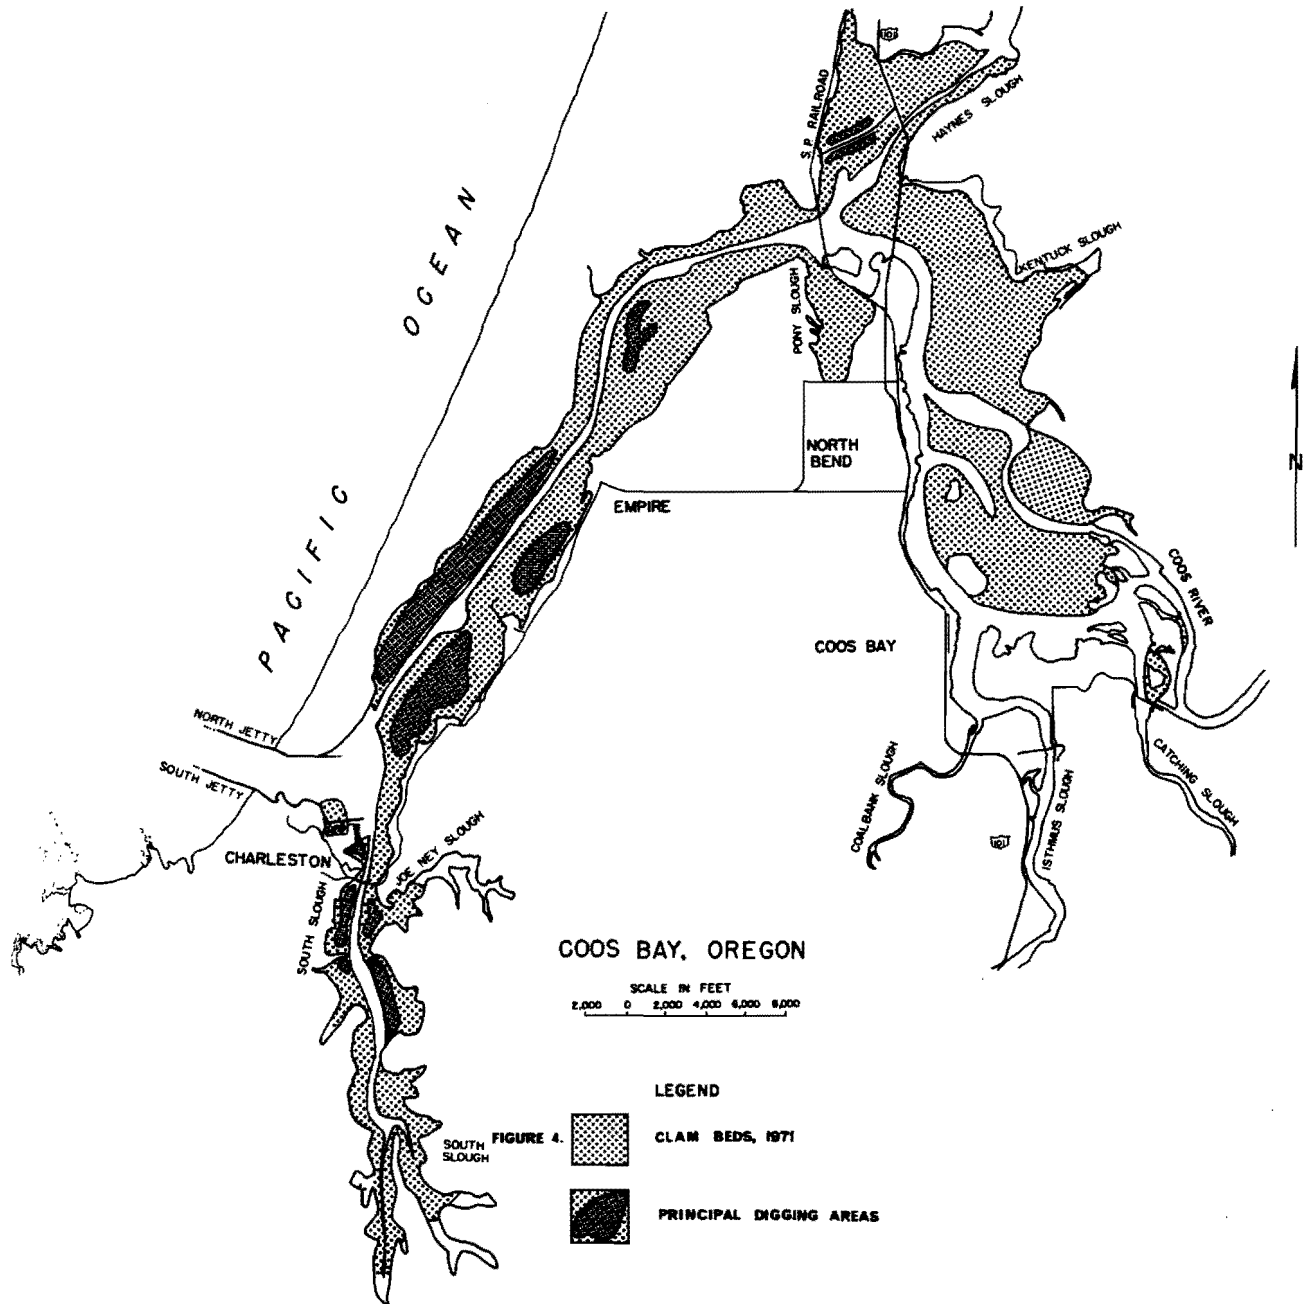 101
S. P. RAILROAD
HAYNES SLOUGH
PACIFIC OCEAN
KENTUCK SLOUGH
PONY SLOUGH
NORTH
BEND
EMPIRE
N
COOS RIVER
COOS BAY
NORTH JETTY
SOUTH JETTY
COALBANK SLOUGH
ISTHMUS SLOUGH
CATCHING SLOUGH
101
CHARLESTON
JOE NEY SLOUGH
SOUTH SLOUGH
COOS BAY, OREGON
SCALE IN FEET
2,000 0 2,000 4,000 6,000 8,000
LEGEND
SOUTH
SLOUGH
FIGURE 4.
CLAM BEDS, 1971
PRINCIPAL DIGGING AREAS